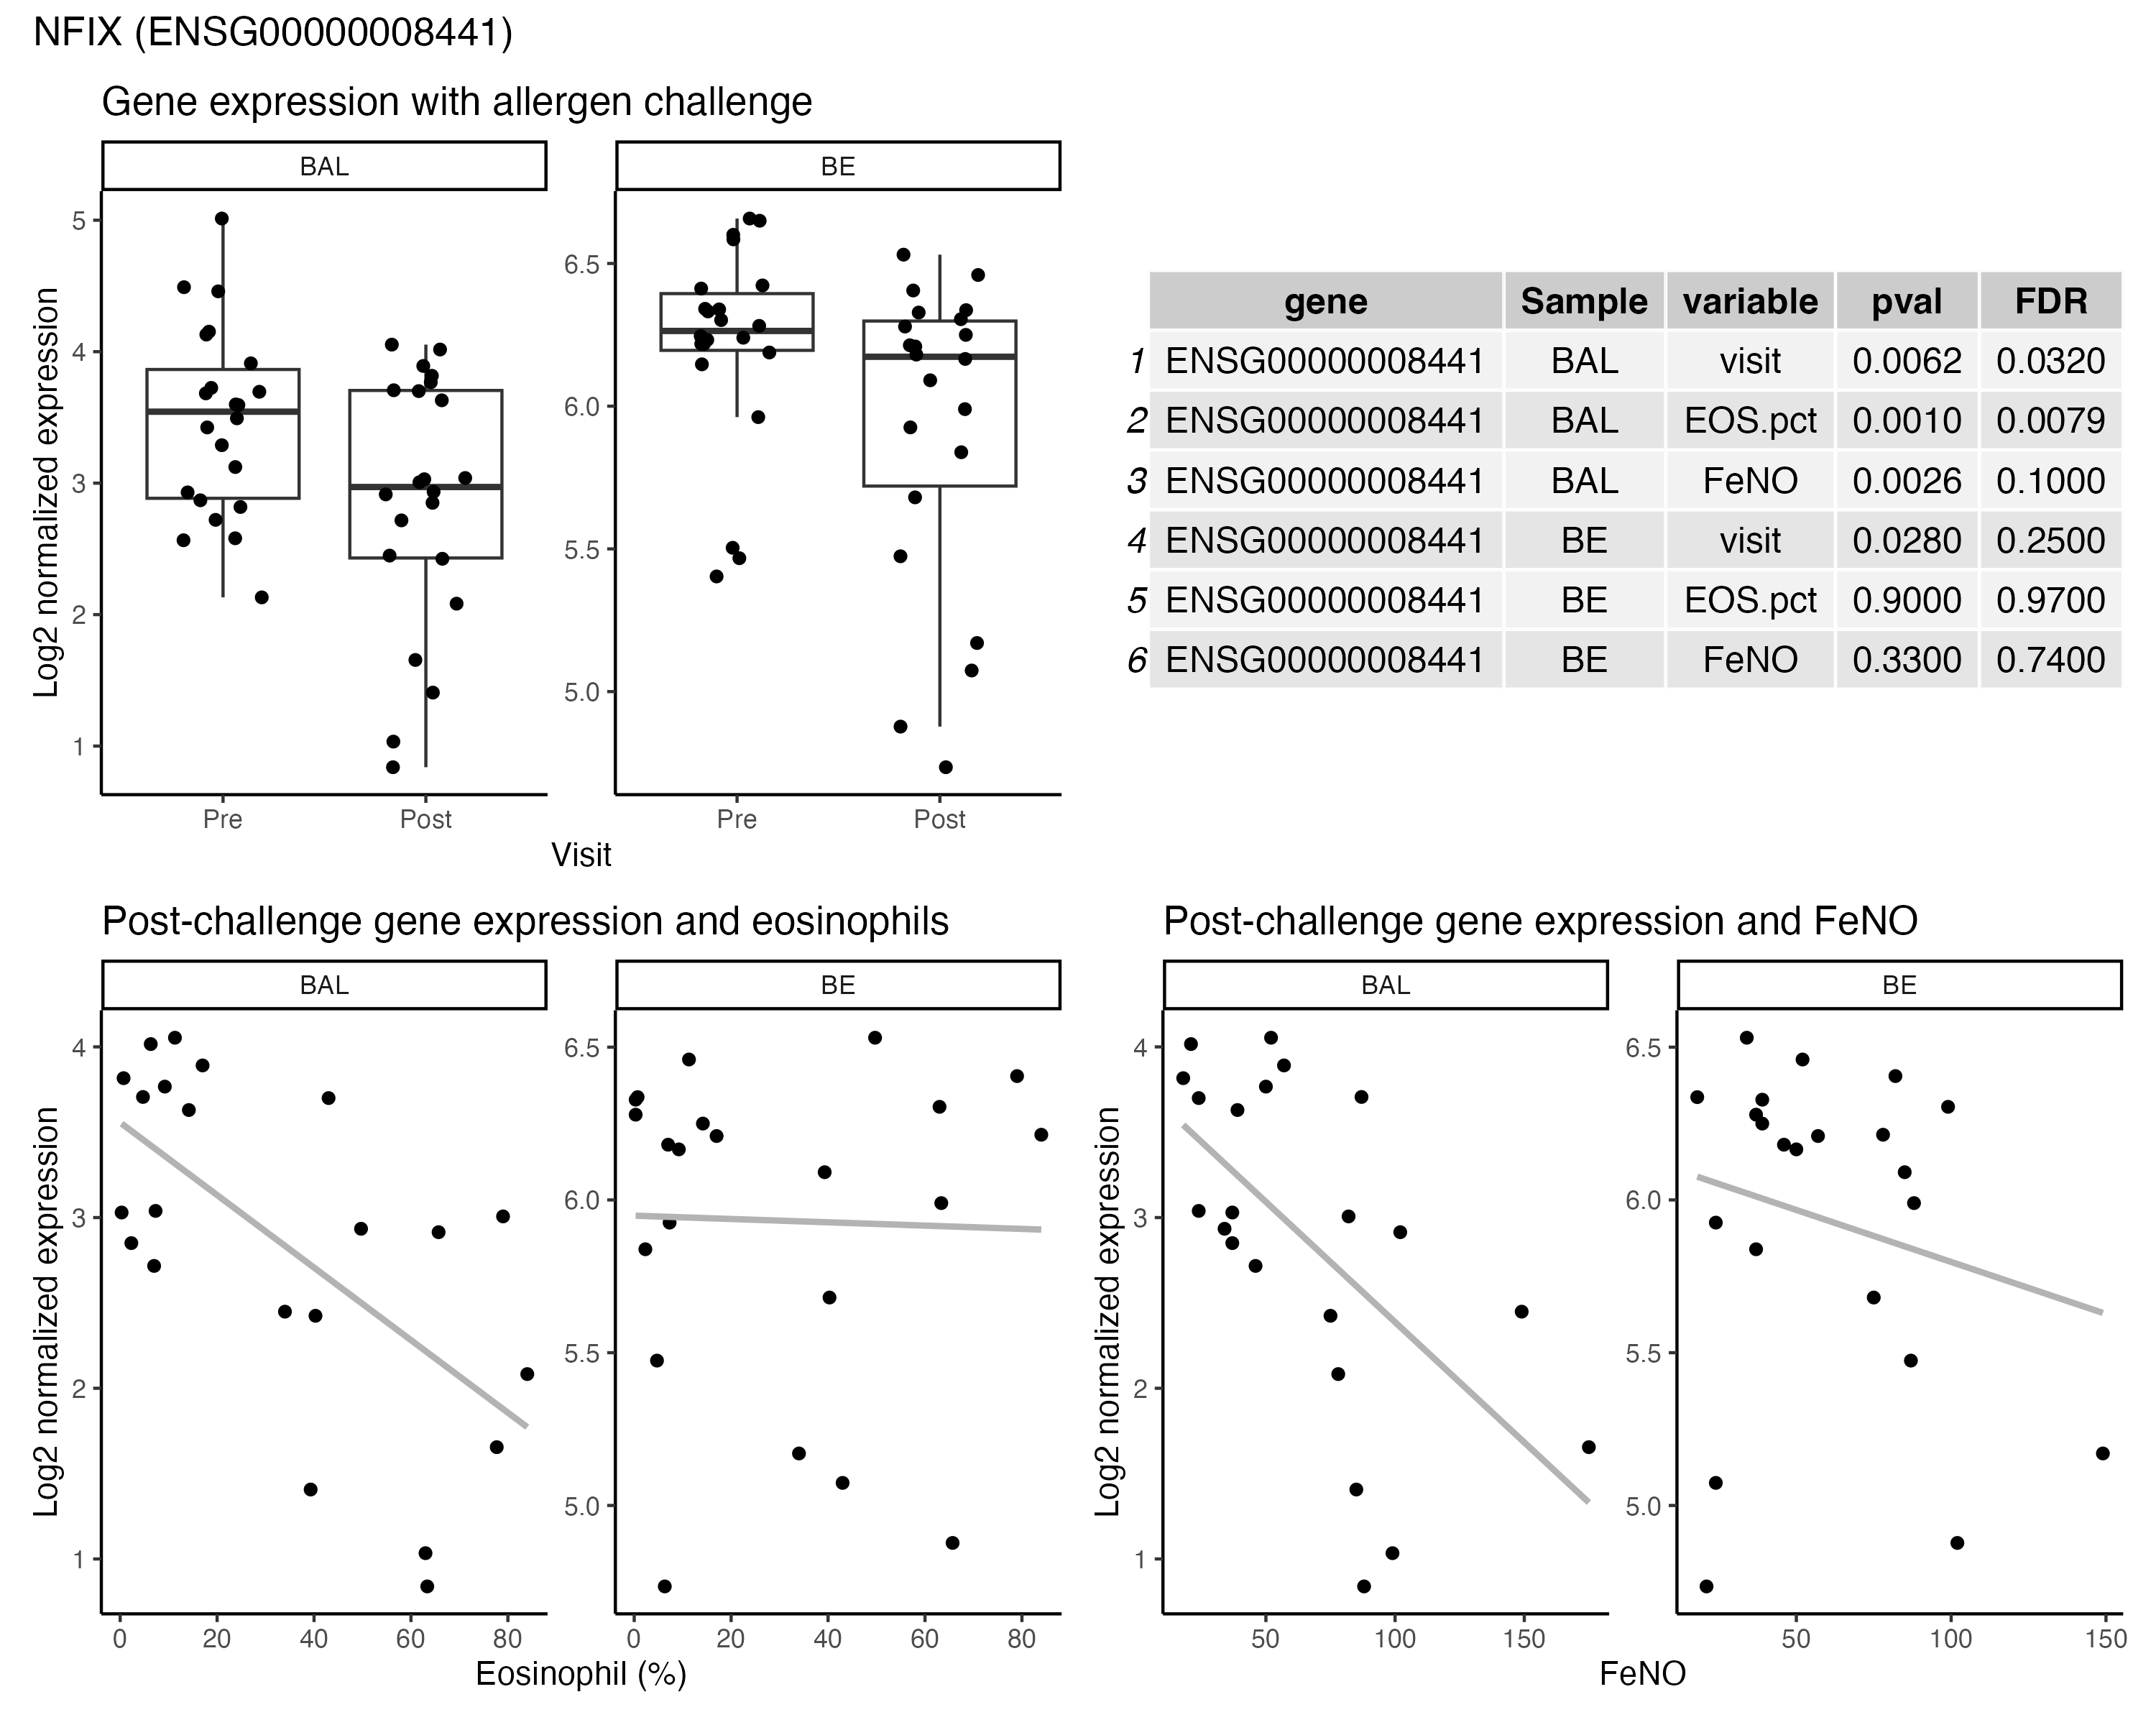 NFIX (ENSG00000008441)
Gene expression with allergen challenge
BAL
BE
Log2 normalized expression
5
4
3
2
1
6.5
6.0
5.5
5.0
Pre
Post
Pre
Post
Visit
gene Sample variable pval FDR
1 ENSG00000008441 BAL visit 0.0062 0.0320
2 ENSG00000008441 BAL EOS.pct 0.0010 0.0079
3 ENSG00000008441 BAL FeNO 0.0026 0.1000
4 ENSG00000008441 BE visit 0.0280 0.2500
5 ENSG00000008441 BE EOS.pct 0.9000 0.9700
6 ENSG00000008441 BE FeNO 0.3300 0.7400
Post-challenge gene expression and eosinophils
BAL
BE
Log2 normalized expression
4
3
2
1
6.5
6.0
5.5
5.0
0 20 40 60 80
0 20 40 60 80
Eosinophil (%)
Post-challenge gene expression and FeNO
BAL
BE
Log2 normalized expression
4
3
2
1
6.5
6.0
5.5
5.0
50 100 150
50 100 150
FeNO